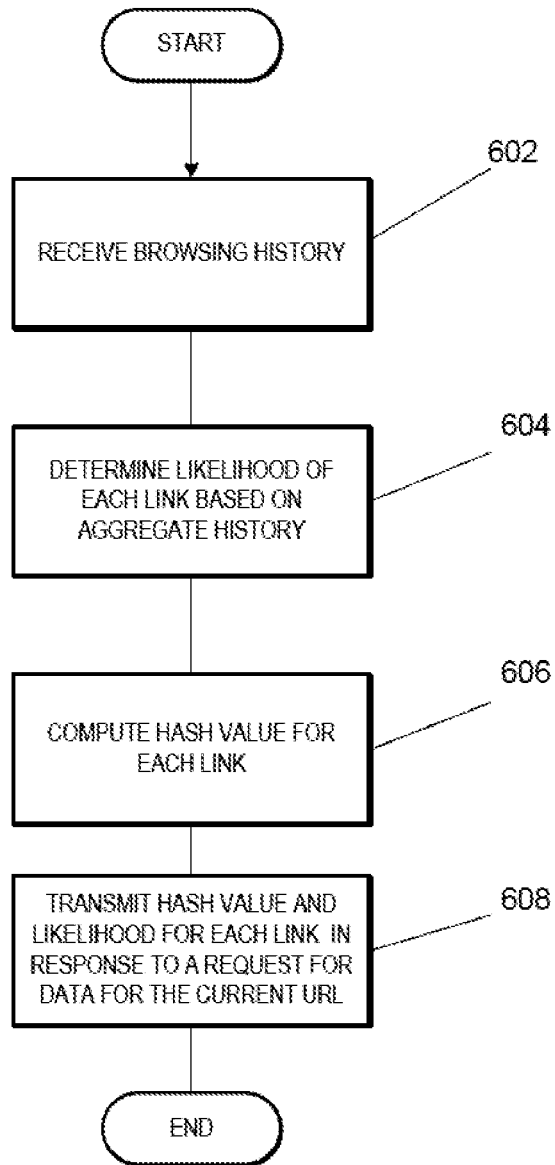 START
602
RECEIVE BROWSING HISTORY
604
DETERMINE LIKELIHOOD OF
EACH LINK BASED ON
AGGREGATE HISTORY
606
COMPUTE HASH VALUE FOR
EACH LINK
608
TRANSMIT HASH VALUE AND
LIKELIHOOD FOR EACH LINK IN
RESPONSE TO A REQUEST FOR
DATA FOR THE CURRENT URL
END